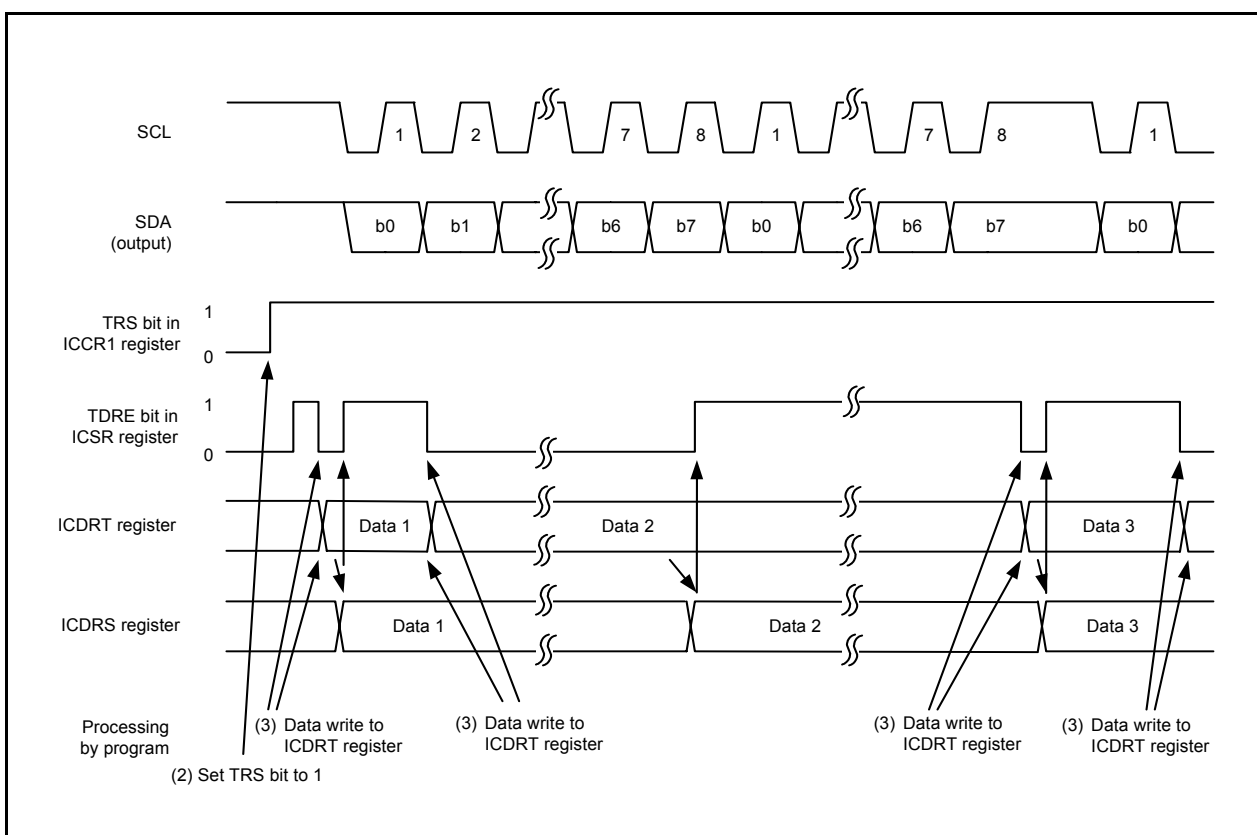 SCL
1 2 7 8 1 7 8 1
SDA
(output)
b0 b1 b6 b7 b0 b6 b7 b0
TRS bit in
ICCR1 register
1
0
TDRE bit in
ICSR register
1
0
ICDRT register
Data 1 Data 2 Data 3
ICDRS register
Data 1 Data 2 Data 3
Processing
by program
(3) Data write to
ICDRT register
(3) Data write to
ICDRT register
(3) Data write to
ICDRT register
(3) Data write to
ICDRT register
(2) Set TRS bit to 1